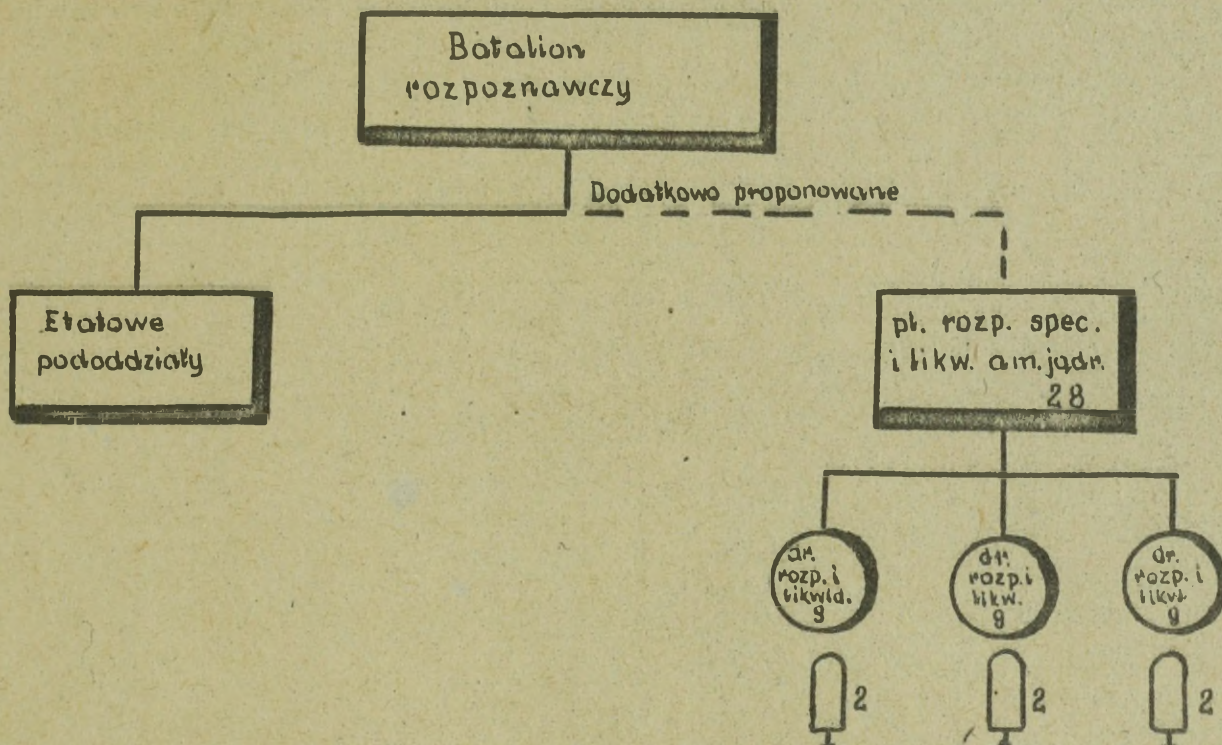 Batalion
rozpoznawczy
Dodatkowo proponowane
Etatowe
pododdziały
pl. rozp. spec.
i likw. am. jądr.
28
dr.
rozp. i
likwid.
9
dr.
rozp. i
likw.
9
dr.
rozp. i
likw.
9
2
2
2